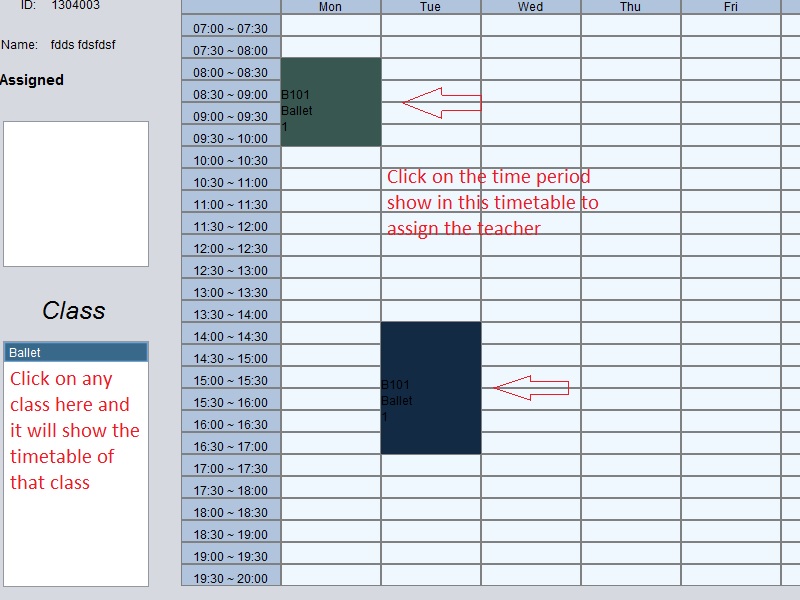 ID: 1304003
Name: fdds fdsfdsf
Assigned
Class
Ballet
Click on any
class here and
it will show the
timetable of
that class
Mon Tue Wed Thu Fri
07:00 ~ 07:30
07:30 ~ 08:00
08:00 ~ 08:30
08:30 ~ 09:00
09:00 ~ 09:30
09:30 ~ 10:00
10:00 ~ 10:30
10:30 ~ 11:00
11:00 ~ 11:30
11:30 ~ 12:00
12:00 ~ 12:30
12:30 ~ 13:00
13:00 ~ 13:30
13:30 ~ 14:00
14:00 ~ 14:30
14:30 ~ 15:00
15:00 ~ 15:30
15:30 ~ 16:00
16:00 ~ 16:30
16:30 ~ 17:00
17:00 ~ 17:30
17:30 ~ 18:00
18:00 ~ 18:30
18:30 ~ 19:00
19:00 ~ 19:30
19:30 ~ 20:00
B101
Ballet
1
Click on the time period
show in this timetable to
assign the teacher
B101
Ballet
1